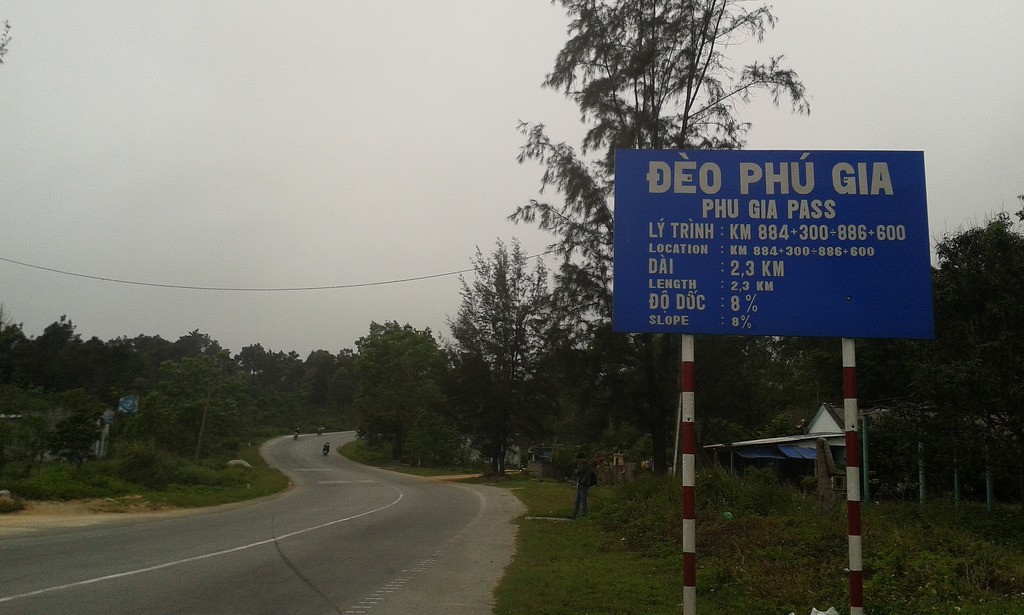 ĐÈO PHÚ GIA
PHU GIA PASS
LÝ TRÌNH : KM 884+300÷886+600
LOCATION : KM 884+300÷886+600
DÀI : 2,3 KM
LENGTH : 2,3 KM
ĐỘ DỐC : 8%
SLOPE : 8%